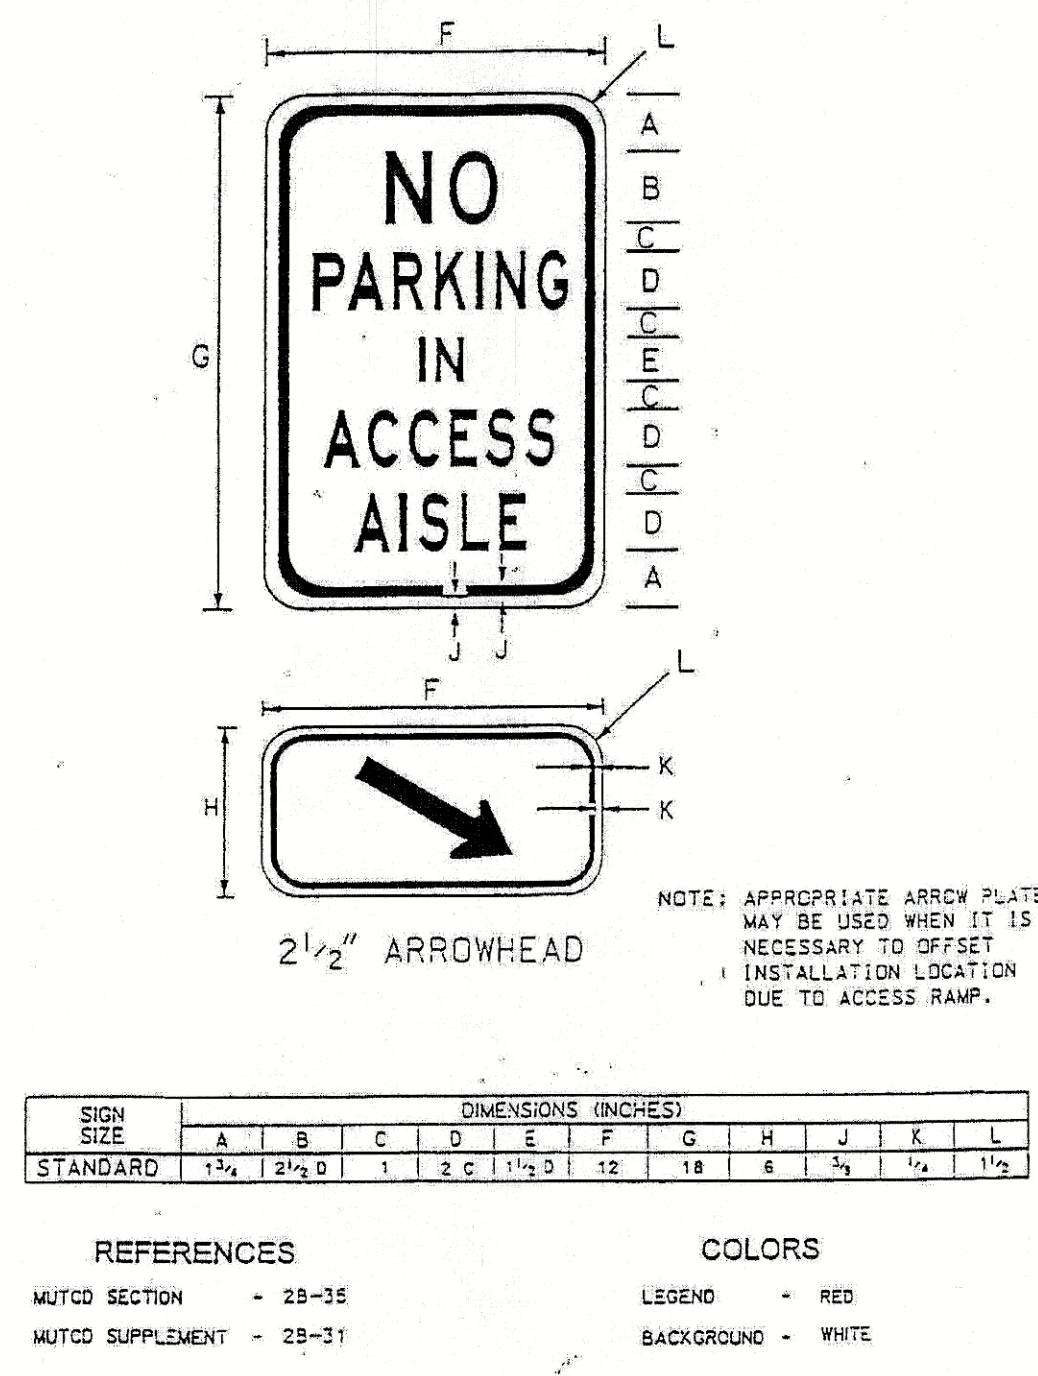 F
L
NO
PARKING
IN
ACCESS
AISLE
G
A
B
C
D
C
E
C
D
C
D
A
J J
F
L
H
K
K
2 1/2" ARROWHEAD
NOTE: APPROPRIATE ARROW PLATE
MAY BE USED WHEN IT IS
NECESSARY TO OFFSET
INSTALLATION LOCATION
DUE TO ACCESS RAMP.
SIGN SIZE DIMENSIONS (INCHES)
A B C D E F G H J K L
STANDARD 1 3/4 2 1/2 D 1 2 C 1 1/2 D 12 18 6 1/4 1 1/2
REFERENCES
MUTCD SECTION - 2B-35
MUTCD SUPPLEMENT - 2B-31
COLORS
LEGEND - RED
BACKGROUND - WHITE